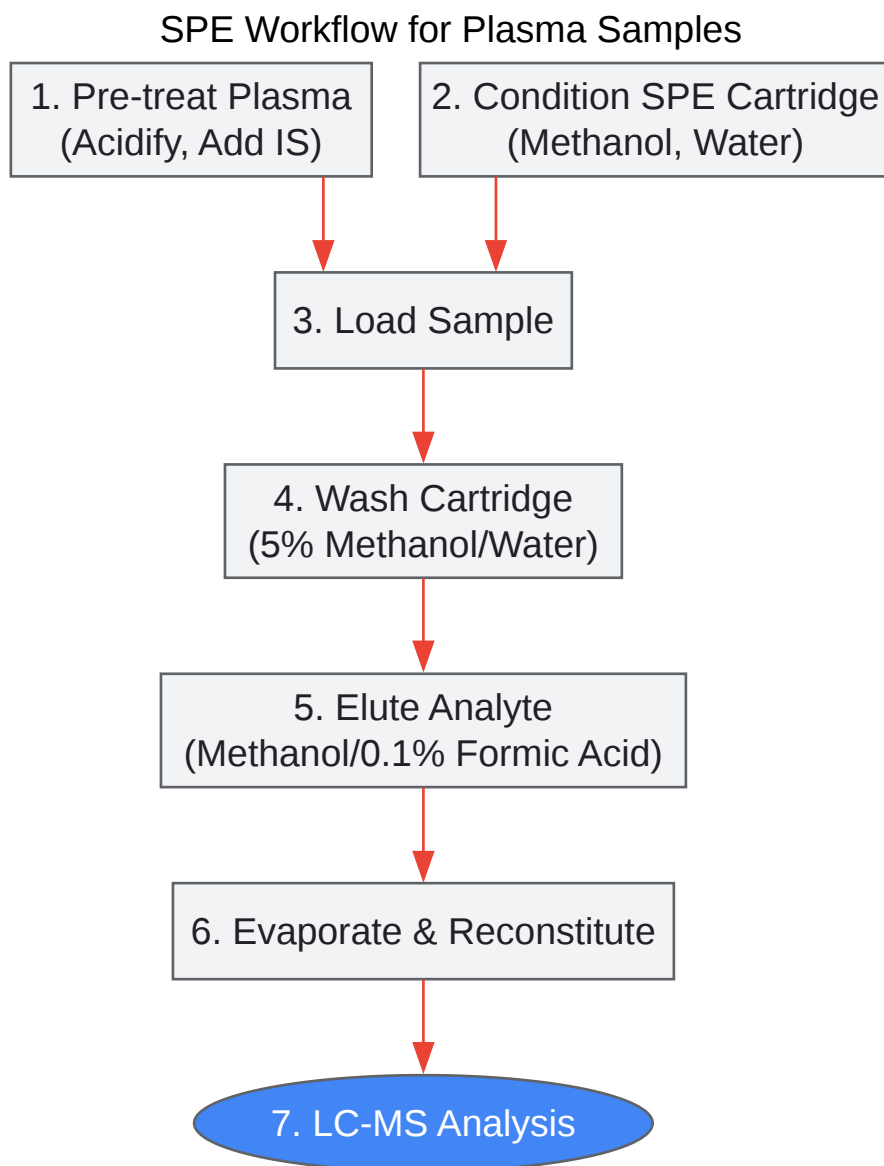 SPE Workflow for Plasma Samples
1. Pre-treat Plasma
(Acidify, Add IS)
2. Condition SPE Cartridge
(Methanol, Water)
3. Load Sample
4. Wash Cartridge
(5% Methanol/Water)
5. Elute Analyte
(Methanol/0.1% Formic Acid)
6. Evaporate & Reconstitute
7. LC-MS Analysis